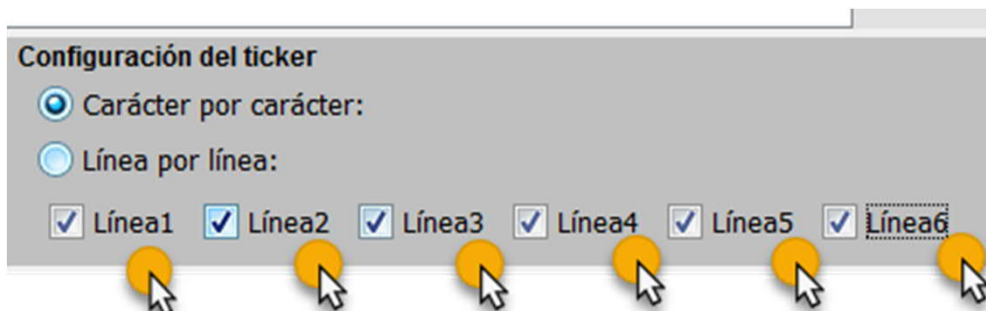 Configuración del ticker
Carácter por carácter:
Línea por línea:
Línea1 Línea2 Línea3 Línea4 Línea5 Línea6